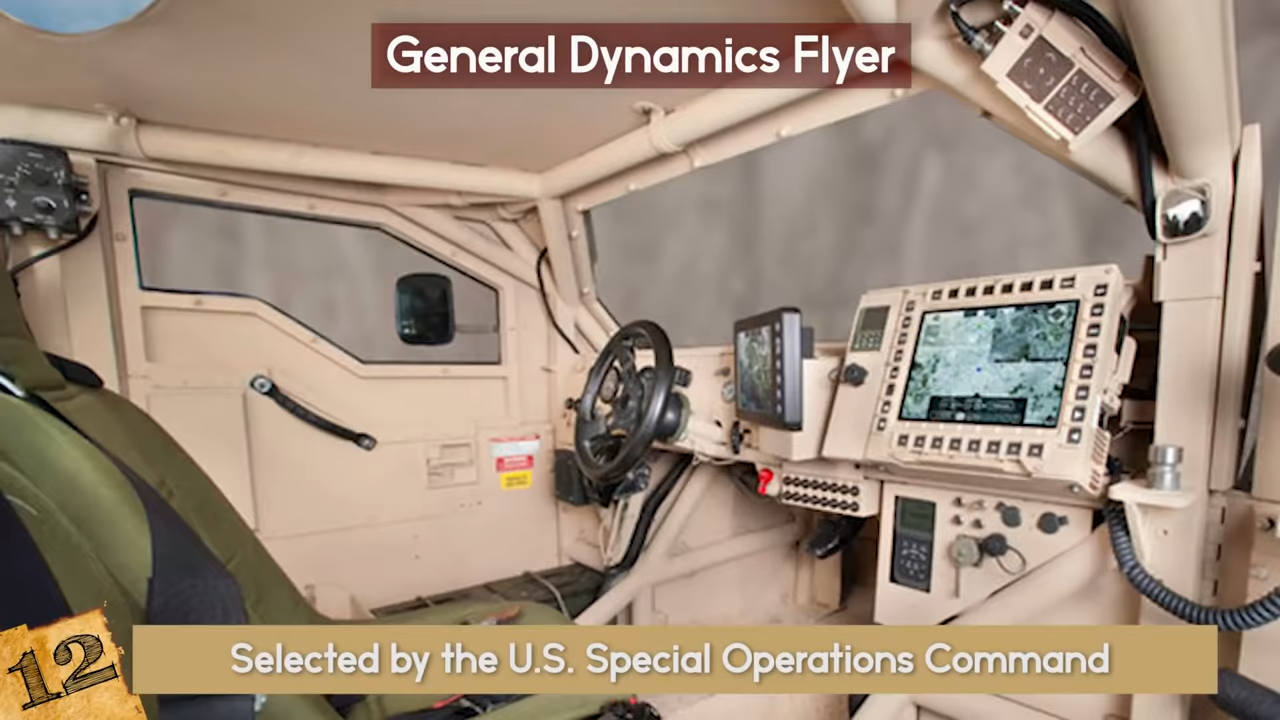 General Dynamics Flyer
12
Selected by the U.S. Special Operations Command